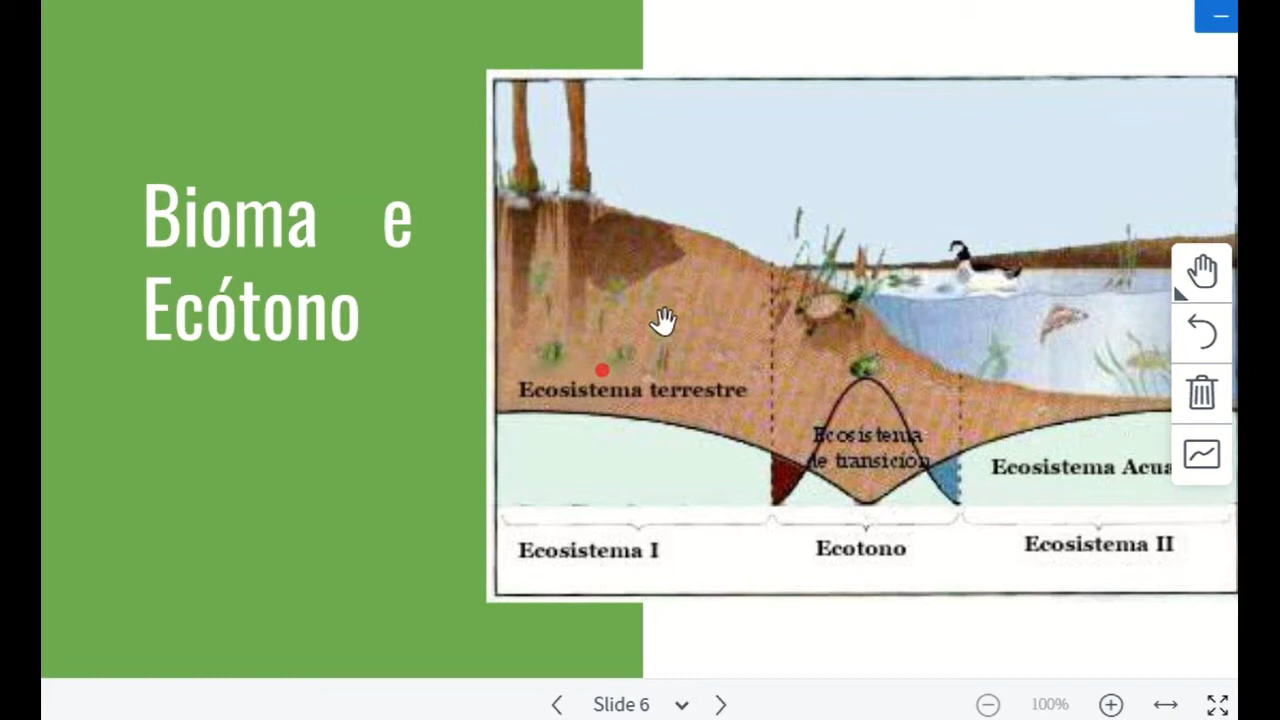 Bioma e
Ecótono
Ecosistema terrestre
Ecosistema
de transición
Ecosistema Acua
Ecosistema I
Ecotono
Ecosistema II
Slide 6
100%